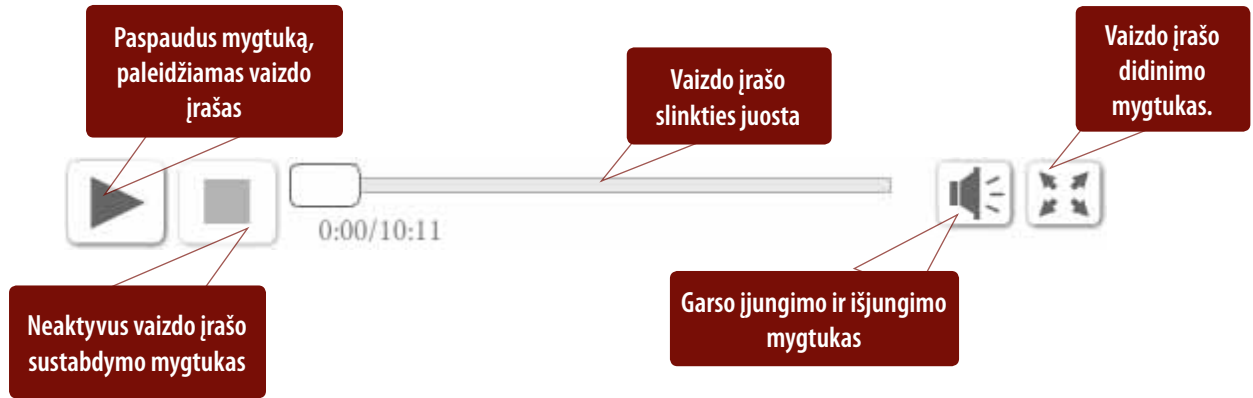 Paspaudus mygtuką,
paleidžiamas vaizdo
įrašas
Vaizdo įrašo
slinkties juosta
Vaizdo įrašo
didinimo
mygtukas.
0:00/10:11
Neaktyvus vaizdo įrašo
sustabdymo mygtukas
Garso įjungimo ir išjungimo
mygtukas